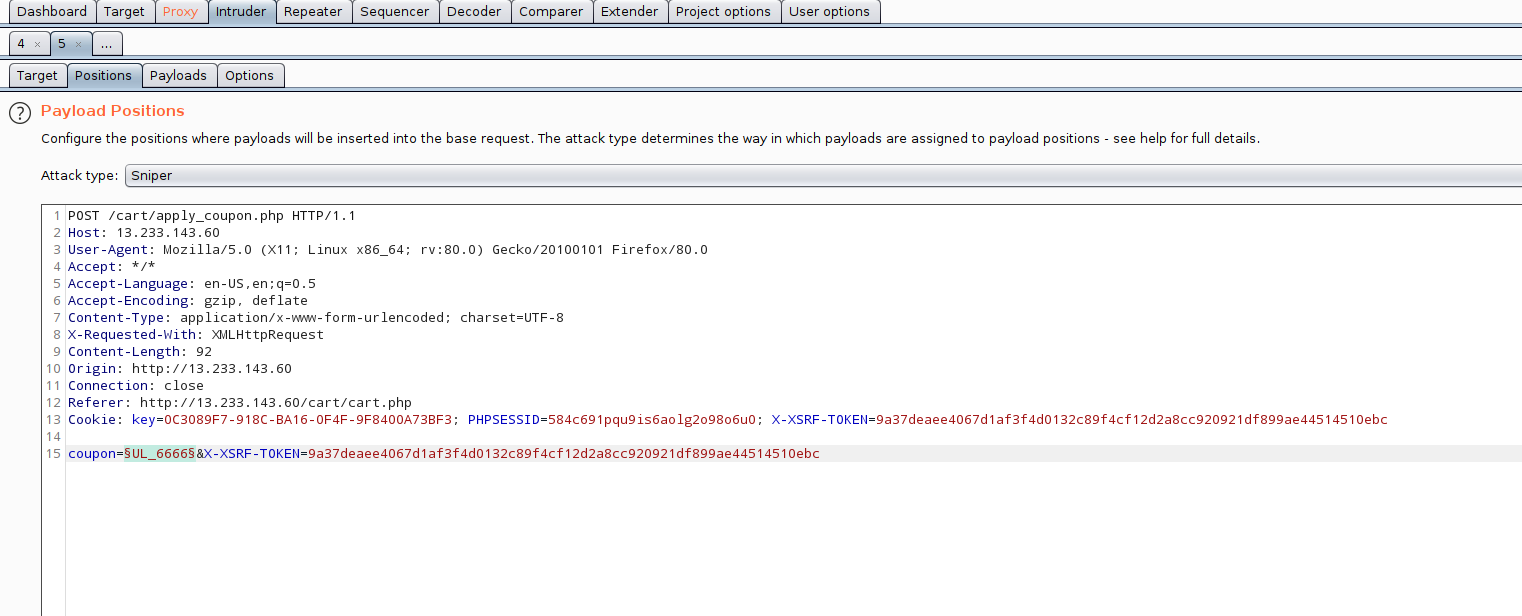 Dashboard Target Proxy Intruder Repeater Sequencer Decoder Comparer Extender Project options User options
4 × 5 × ...
Target Positions Payloads Options
? Payload Positions
Configure the positions where payloads will be inserted into the base request. The attack type determines the way in which payloads are assigned to payload positions - see help for full details.
Attack type: Sniper
1 POST /cart/apply_coupon.php HTTP/1.1
2 Host: 13.233.143.60
3 User-Agent: Mozilla/5.0 (X11; Linux x86_64; rv:80.0) Gecko/20100101 Firefox/80.0
4 Accept: */*
5 Accept-Language: en-US,en;q=0.5
6 Accept-Encoding: gzip, deflate
7 Content-Type: application/x-www-form-urlencoded; charset=UTF-8
8 X-Requested-With: XMLHttpRequest
9 Content-Length: 92
10 Origin: http://13.233.143.60
11 Connection: close
12 Referer: http://13.233.143.60/cart/cart.php
13 Cookie: key=0C3089F7-918C-BA16-0F4F-9F8400A73BF3; PHPSESSID=584c691pqu9is6aolg2o98o6u0; X-XSRF-TOKEN=9a37deaee4067d1af3f4d0132c89f4cf12d2a8cc920921df899ae44514510ebc
14
15 coupon=§UL_6666§&X-XSRF-TOKEN=9a37deaee4067d1af3f4d0132c89f4cf12d2a8cc920921df899ae44514510ebc